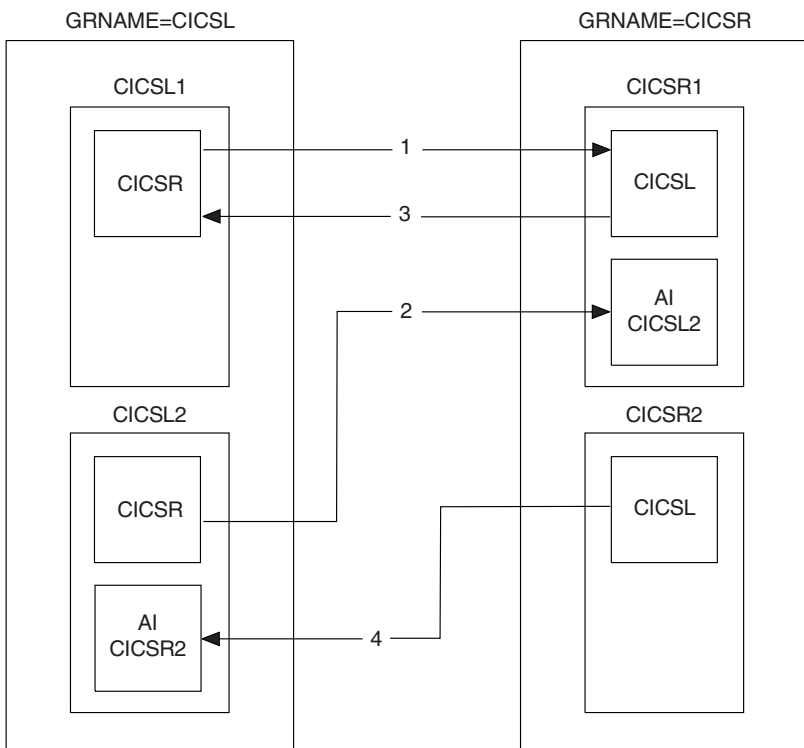 GRNAME=CICSL
GRNAME=CICSR
CICSL1
CICSR1
CICSR
1
CICSL
3
AI
CICSL2
2
CICSL2
CICSR2
CICSR
CICSL
AI
CICSR2
4